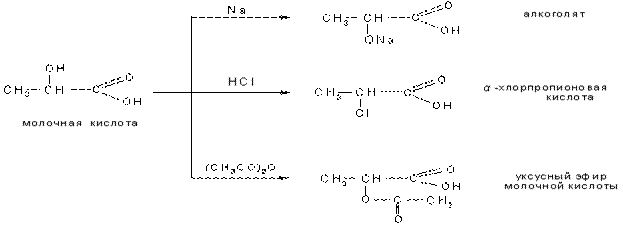 Na
CH3 CH C O
ONa OH
алкоголят
OH
CH3 CH C O
OH
молочная кислота
HCl
CH3 CH C O
Cl OH
α-хлорпропионовая
кислота
(CH3CO)2O
CH3 CH C O
OH
O C CH3
O
уксусный эфир
молочной кислоты